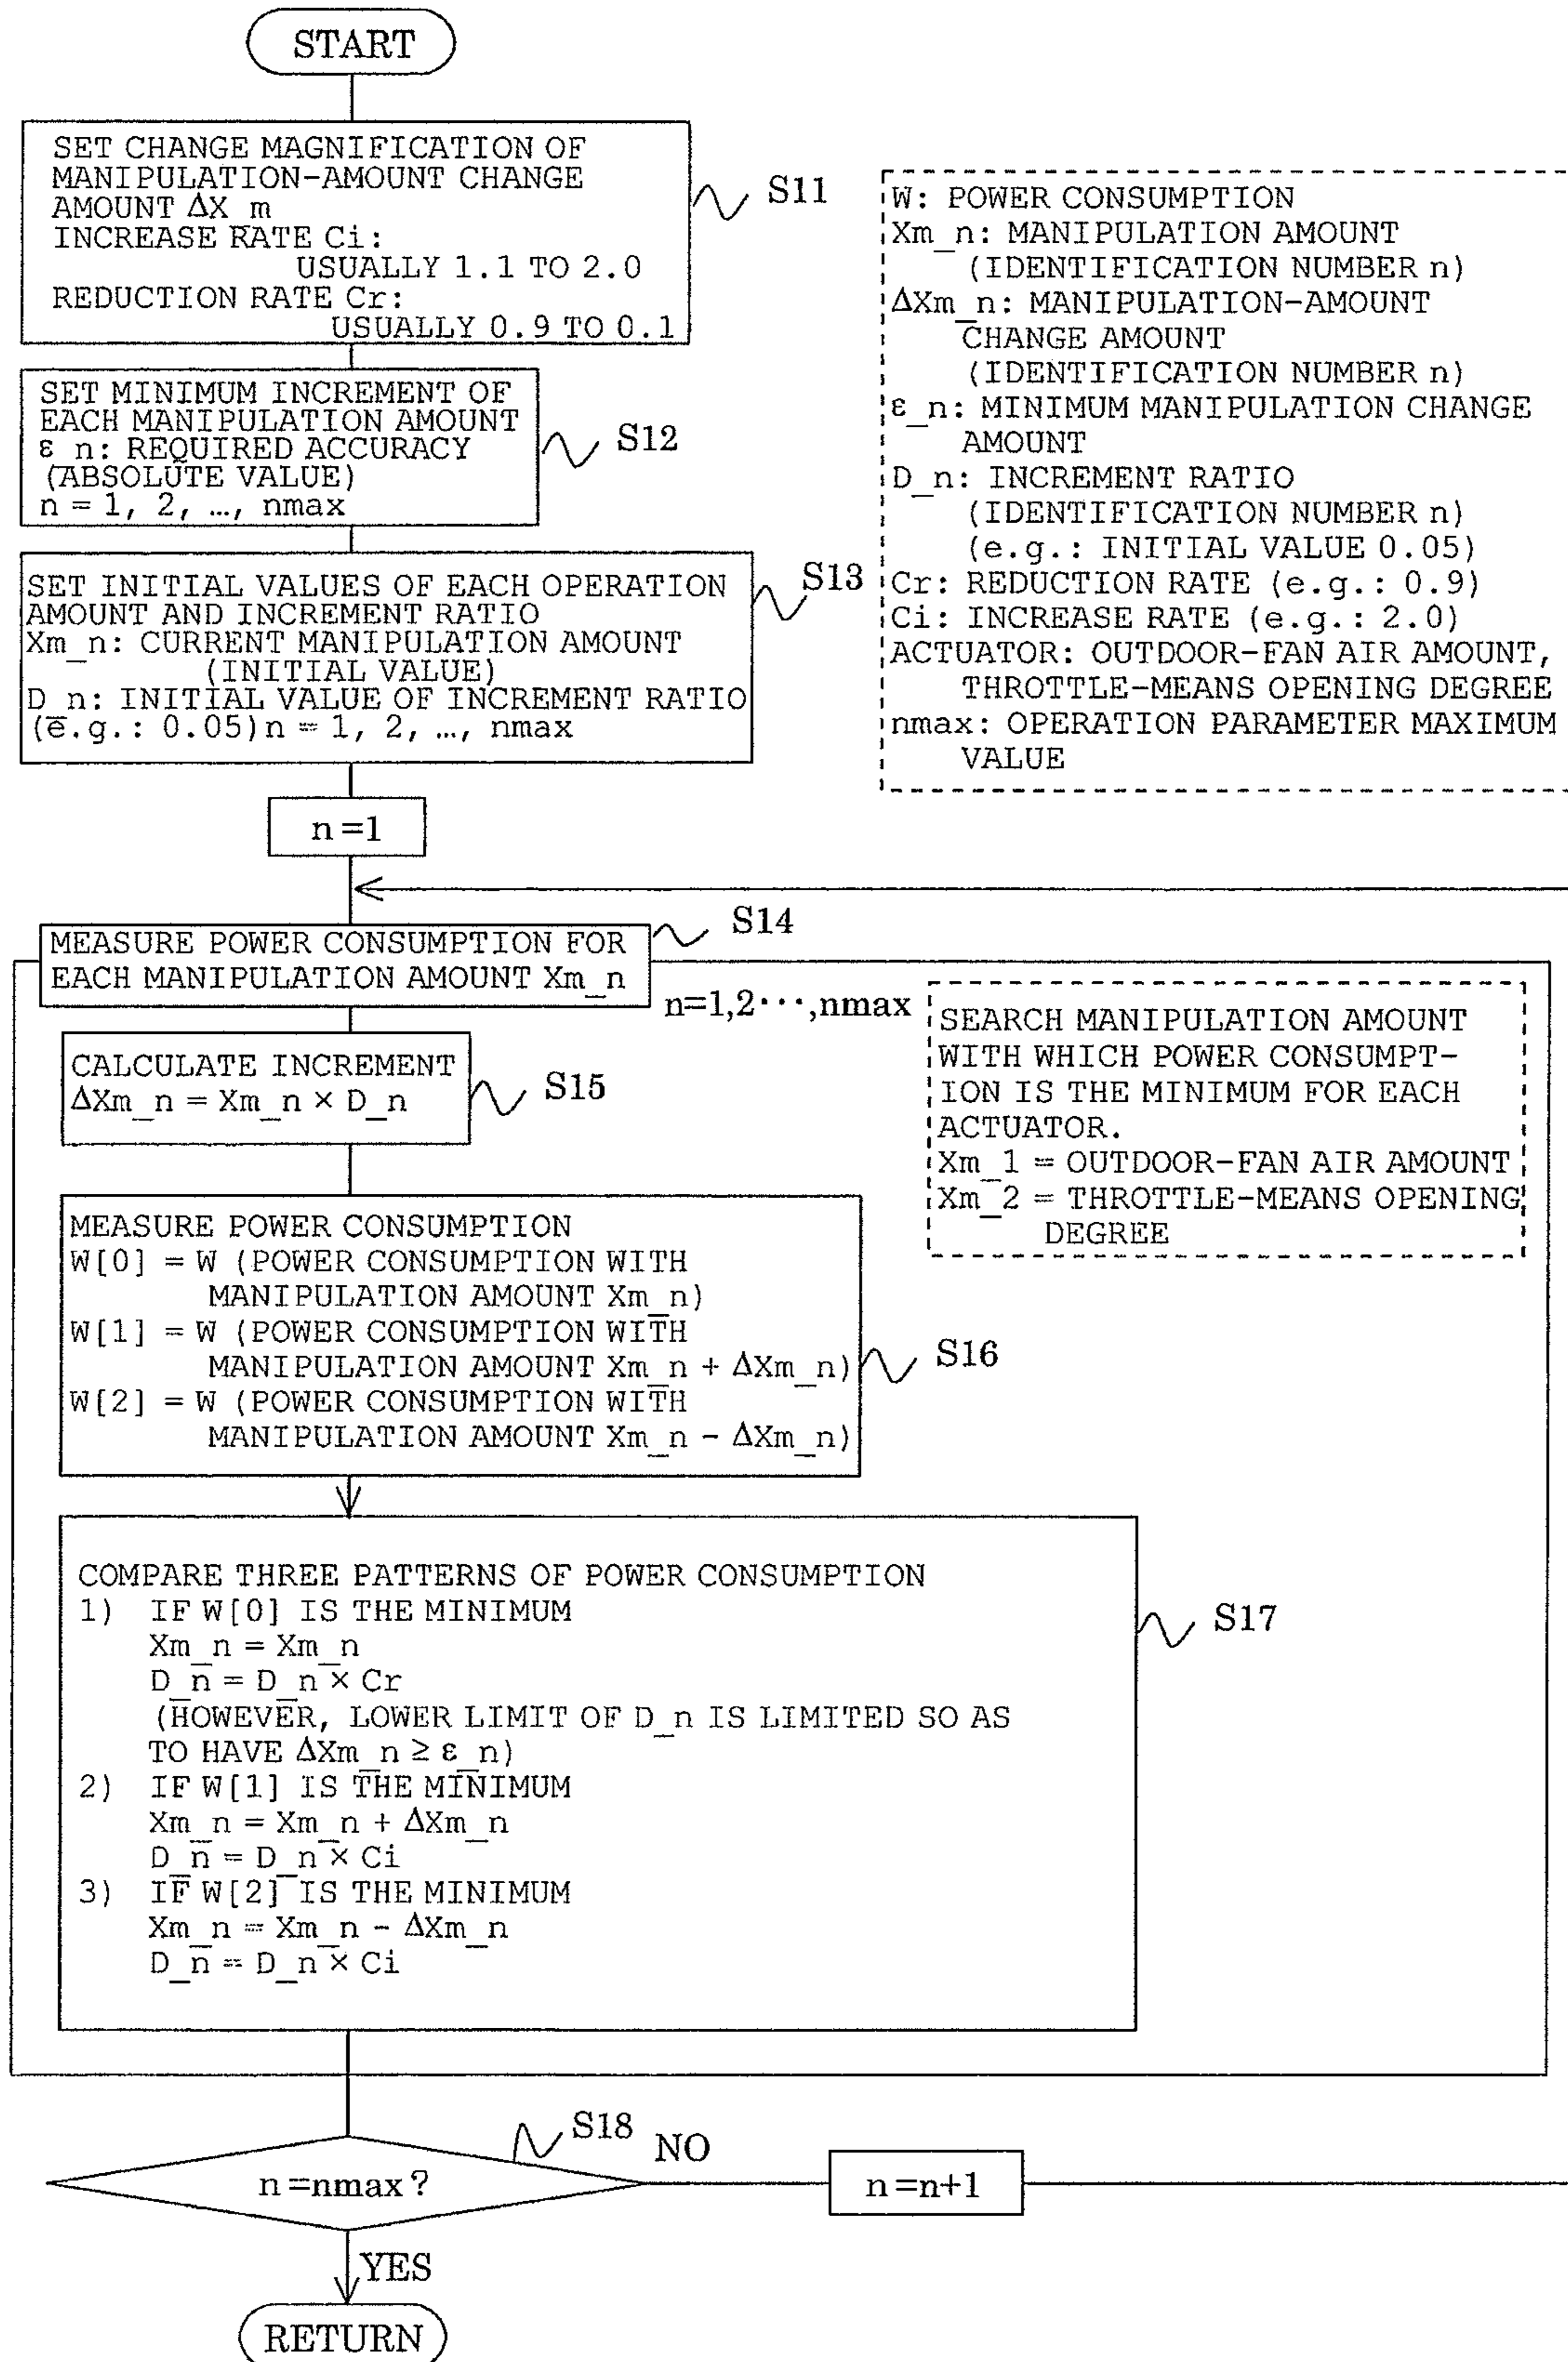 START
SET CHANGE MAGNIFICATION OF
MANIPULATION-AMOUNT CHANGE
AMOUNT ΔX_m
INCREASE RATE Ci:
USUALLY 1.1 TO 2.0
REDUCTION RATE Cr:
USUALLY 0.9 TO 0.1
S11
SET MINIMUM INCREMENT OF
EACH MANIPULATION AMOUNT
ε_n: REQUIRED ACCURACY
(ABSOLUTE VALUE)
n = 1, 2, …, nmax
S12
SET INITIAL VALUES OF EACH OPERATION
AMOUNT AND INCREMENT RATIO
Xm_n: CURRENT MANIPULATION AMOUNT
(INITIAL VALUE)
D_n: INITIAL VALUE OF INCREMENT RATIO
(e.g.: 0.05) n = 1, 2, …, nmax
S13
W: POWER CONSUMPTION
Xm_n: MANIPULATION AMOUNT
(IDENTIFICATION NUMBER n)
ΔXm_n: MANIPULATION-AMOUNT
CHANGE AMOUNT
(IDENTIFICATION NUMBER n)
ε_n: MINIMUM MANIPULATION CHANGE
AMOUNT
D_n: INCREMENT RATIO
(IDENTIFICATION NUMBER n)
(e.g.: INITIAL VALUE 0.05)
Cr: REDUCTION RATE (e.g.: 0.9)
Ci: INCREASE RATE (e.g.: 2.0)
ACTUATOR: OUTDOOR-FAN AIR AMOUNT,
THROTTLE-MEANS OPENING DEGREE
nmax: OPERATION PARAMETER MAXIMUM
VALUE
n=1
MEASURE POWER CONSUMPTION FOR
EACH MANIPULATION AMOUNT Xm_n
S14
n=1,2···,nmax
SEARCH MANIPULATION AMOUNT
WITH WHICH POWER CONSUMPT-
ION IS THE MINIMUM FOR EACH
ACTUATOR.
Xm_1 = OUTDOOR-FAN AIR AMOUNT
Xm_2 = THROTTLE-MEANS OPENING
DEGREE
CALCULATE INCREMENT
ΔXm_n = Xm_n × D_n
S15
MEASURE POWER CONSUMPTION
W[0] = W (POWER CONSUMPTION WITH
MANIPULATION AMOUNT Xm_n)
W[1] = W (POWER CONSUMPTION WITH
MANIPULATION AMOUNT Xm_n + ΔXm_n)
W[2] = W (POWER CONSUMPTION WITH
MANIPULATION AMOUNT Xm_n - ΔXm_n)
S16
COMPARE THREE PATTERNS OF POWER CONSUMPTION
1) IF W[0] IS THE MINIMUM
Xm_n = Xm_n
D_n = D_n × Cr
(HOWEVER, LOWER LIMIT OF D_n IS LIMITED SO AS
TO HAVE ΔXm_n ≥ ε_n)
2) IF W[1] IS THE MINIMUM
Xm_n = Xm_n + ΔXm_n
D_n = D_n × Ci
3) IF W[2] IS THE MINIMUM
Xm_n = Xm_n - ΔXm_n
D_n = D_n × Ci
S17
n=nmax?
S18
NO
n=n+1
YES
RETURN